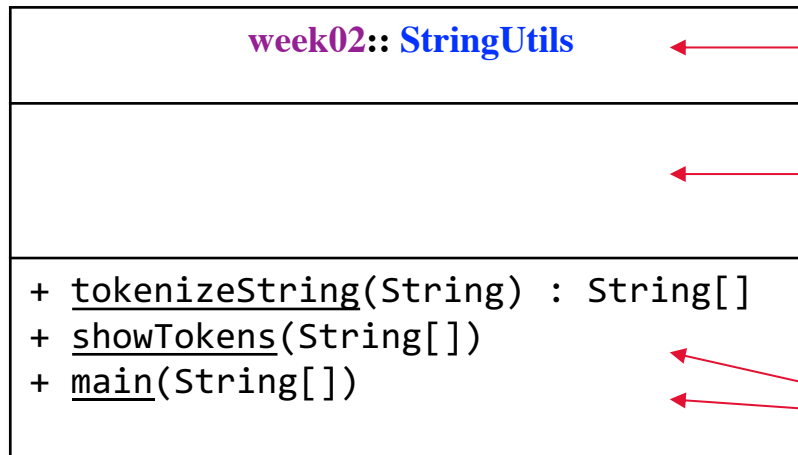 week02:: StringUtils
+ tokenizeString(String) : String[]
+ showTokens(String[])
+ main(String[])